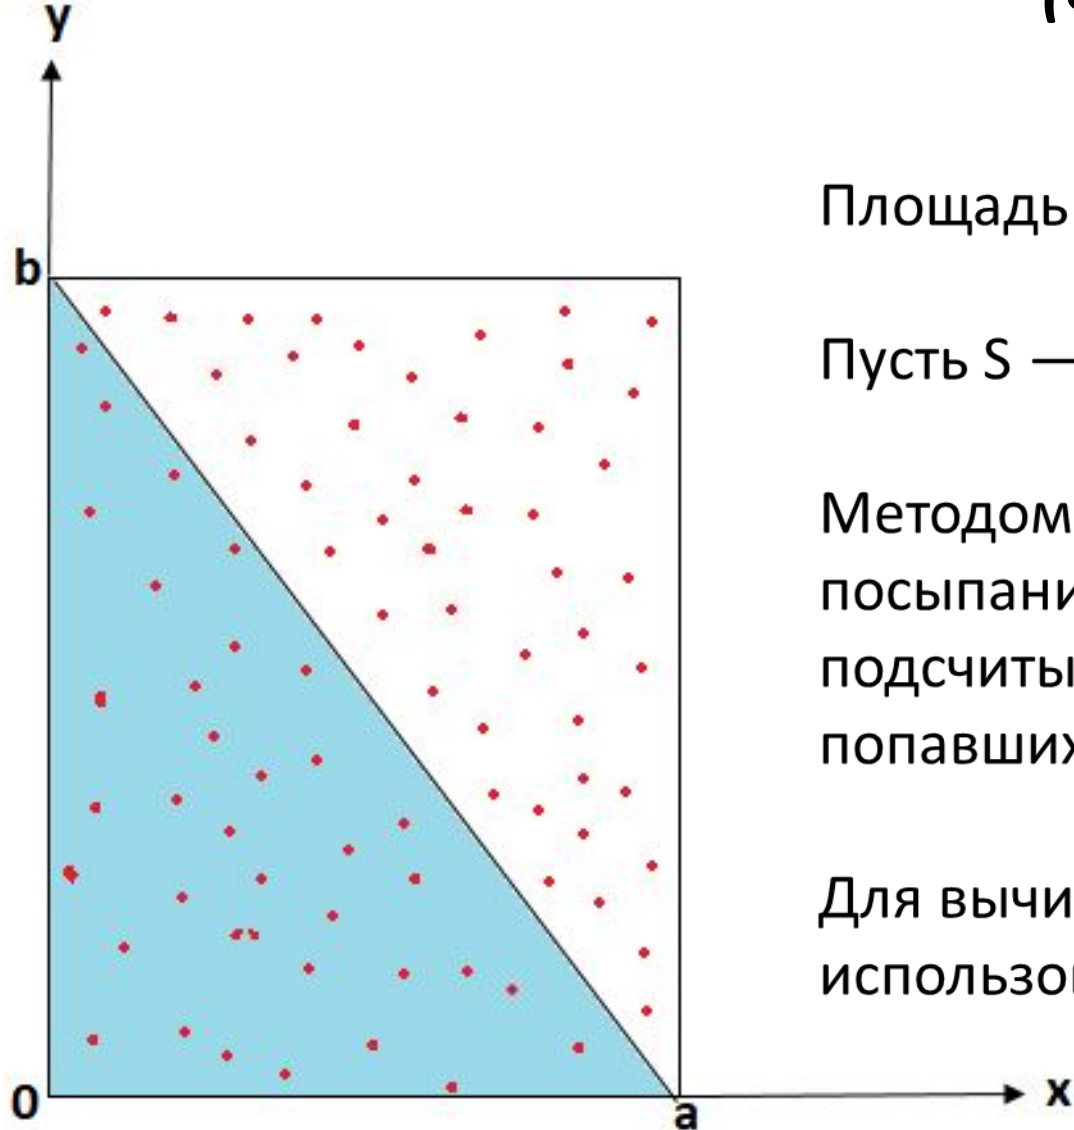 y
b
0
a
x
Площадь
Пусть S —
Методом
посыпани
подсчиты
попавших
Для вычи
использо